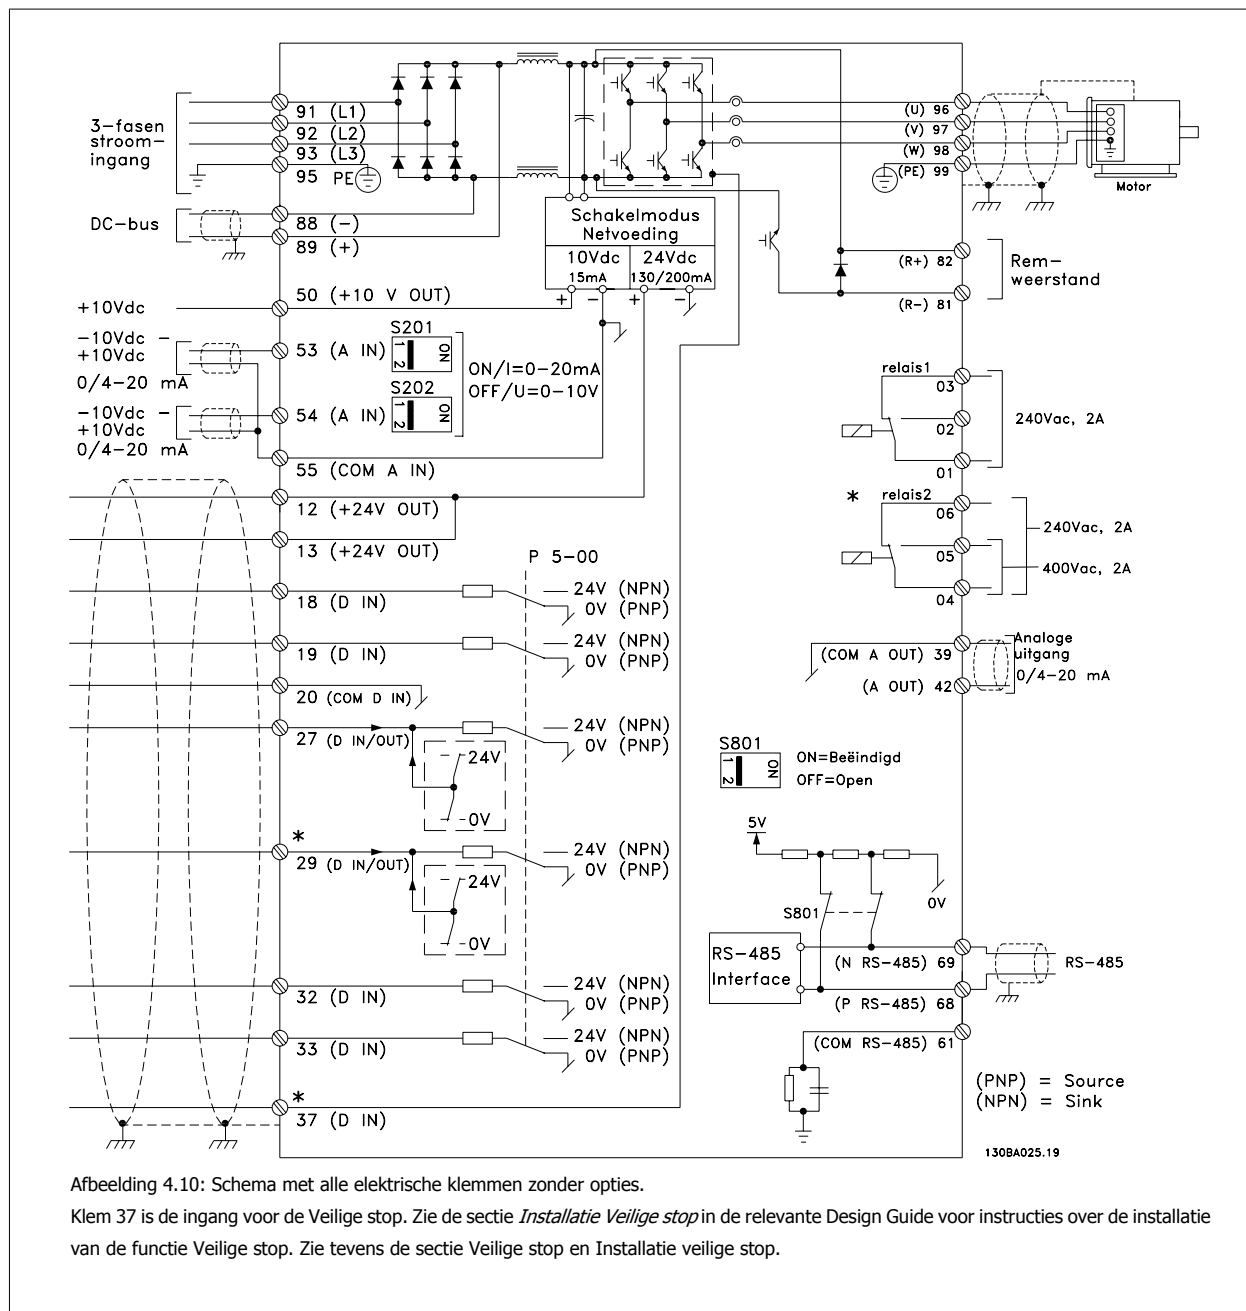 3-fasen
stroom-
ingang
91 (L1)
92 (L2)
93 (L3)
95 PE
DC-bus
88 (-)
89 (+)
+10Vdc
50 (+10 V OUT)
-10Vdc -
+10Vdc
0/4-20 mA
53 (A IN)
-10Vdc -
+10Vdc
0/4-20 mA
54 (A IN)
55 (COM A IN)
S201
1
2
ON
S202
1
2
ON
ON/I=0-20mA
OFF/U=0-10V
Schakelmodus
Netvoeding
10Vdc
15mA
24Vdc
130/200mA
+ - + -
(U) 96
(V) 97
(W) 98
(PE) 99
Motor
(R+) 82
(R-) 81
Rem-
weerstand
relais1
03
02
01
240Vac, 2A
* relais2
06
05
04
240Vac, 2A
400Vac, 2A
12 (+24V OUT)
13 (+24V OUT)
P 5-00
18 (D IN)
24V (NPN)
0V (PNP)
19 (D IN)
24V (NPN)
0V (PNP)
20 (COM D IN)
27 (D IN/OUT)
24V (NPN)
0V (PNP)
24V
0V
*
29 (D IN/OUT)
24V (NPN)
0V (PNP)
24V
0V
32 (D IN)
24V (NPN)
0V (PNP)
33 (D IN)
24V (NPN)
0V (PNP)
*
37 (D IN)
(COM A OUT) 39
(A OUT) 42
Analoge
uitgang
0/4-20 mA
S801
1
2
ON
ON=Beëindigd
OFF=Open
5V
0V
S801
RS-485
Interface
(N RS-485) 69
(P RS-485) 68
RS-485
(COM RS-485) 61
(PNP) = Source
(NPN) = Sink
130BA025.19
Afbeelding 4.10: Schema met alle elektrische klemmen zonder opties.
Klem 37 is de ingang voor de Veilige stop. Zie de sectie Installatie Veilige stop in de relevante Design Guide voor instructies over de installatie
van de functie Veilige stop. Zie tevens de sectie Veilige stop en Installatie veilige stop.